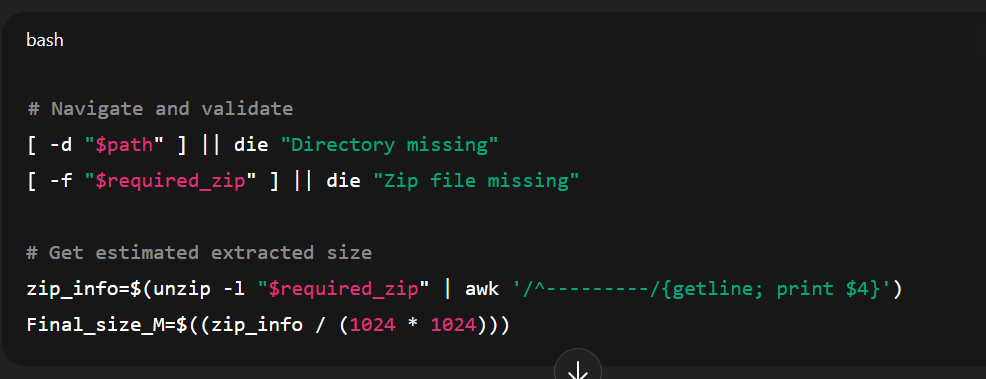 bash
# Navigate and validate
[ -d "$path" ] || die "Directory missing"
[ -f "$required_zip" ] || die "Zip file missing"
# Get estimated extracted size
zip_info=$(unzip -l "$required_zip" | awk '/^---------/{getline; print $4}')
Final_size_M=$((zip_info / (1024 * 1024)))